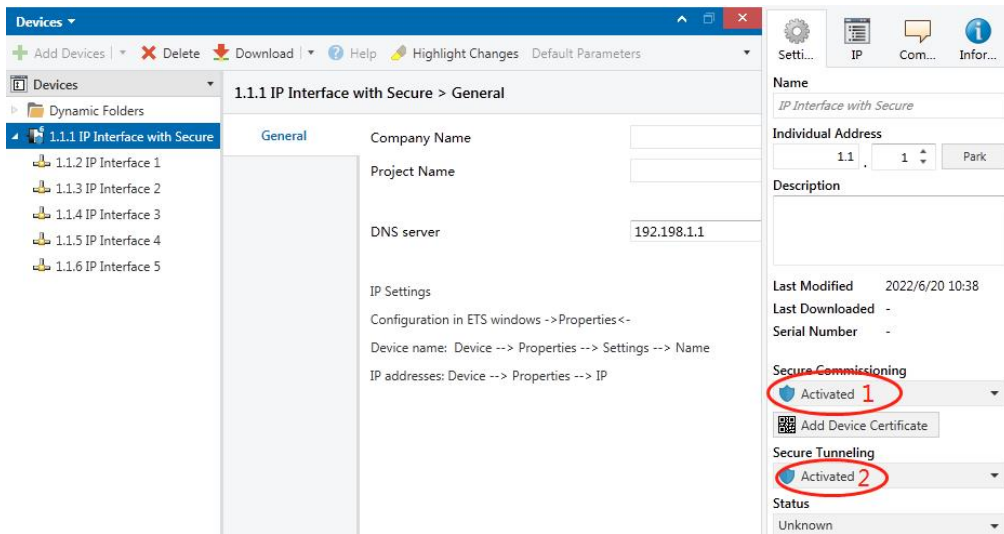 Devices
Add Devices Delete Download Help Highlight Changes Default Parameters
Devices
Dynamic Folders
1.1.1 IP Interface with Secure
1.1.2 IP Interface 1
1.1.3 IP Interface 2
1.1.4 IP Interface 3
1.1.5 IP Interface 4
1.1.6 IP Interface 5
1.1.1 IP Interface with Secure > General
General
Company Name
Project Name
DNS server 192.198.1.1
IP Settings
Configuration in ETS windows ->Properties<-
Device name: Device --> Properties --> Settings --> Name
IP addresses: Device --> Properties --> IP
Setti... IP Com... Infor...
Name
IP Interface with Secure
Individual Address
1.1 . 1 Park
Description
Last Modified 2022/6/20 10:38
Last Downloaded -
Serial Number -
Secure Commissioning
Activated 1
Add Device Certificate
Secure Tunneling
Activated 2
Status
Unknown